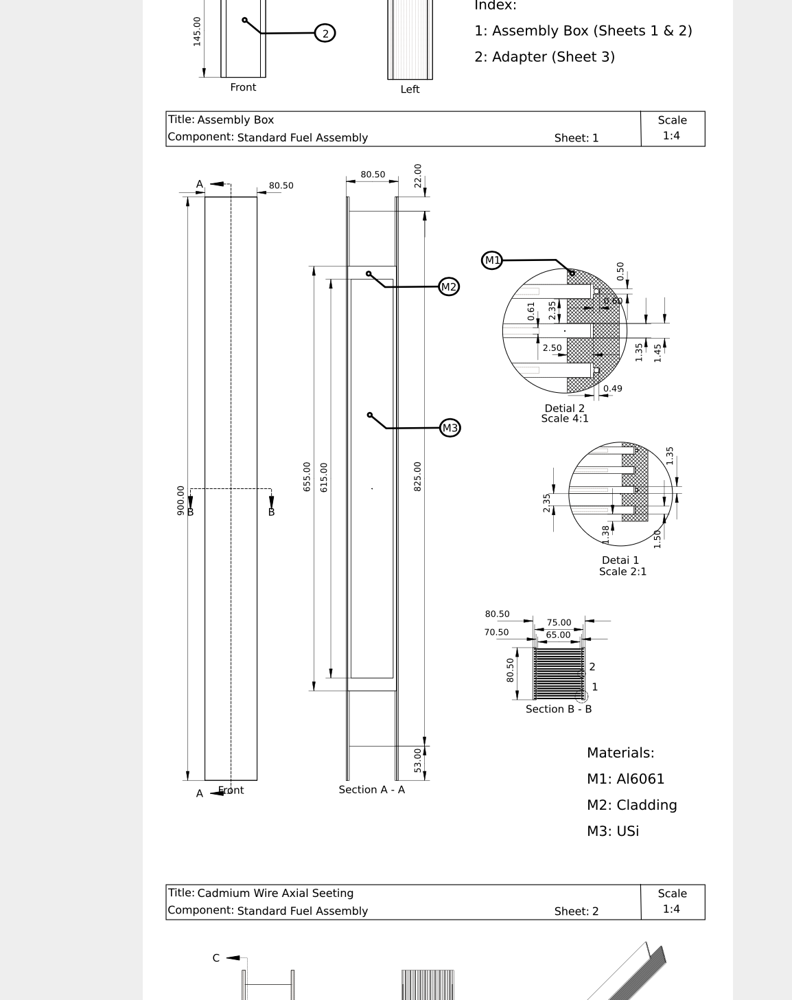 Index:
1: Assembly Box (Sheets 1 & 2)
2: Adapter (Sheet 3)
145.00
2
Front
Left
Title: Assembly Box
Component: Standard Fuel Assembly
Sheet: 1
Scale
1:4
A
80.50
80.50
22.00
M1
0.50
M2
0.60
0.61
2.35
2.50
1.35
1.45
0.49
Detial 2
Scale 4:1
M3
900.00
655.00
615.00
825.00
B
B
1.35
2.35
1.38
1.50
Detai 1
Scale 2:1
80.50
75.00
70.50
65.00
80.50
2
1
Section B - B
53.00
A
Front
Section A - A
Materials:
M1: Al6061
M2: Cladding
M3: USi
Title: Cadmium Wire Axial Seeting
Component: Standard Fuel Assembly
Sheet: 2
Scale
1:4
C